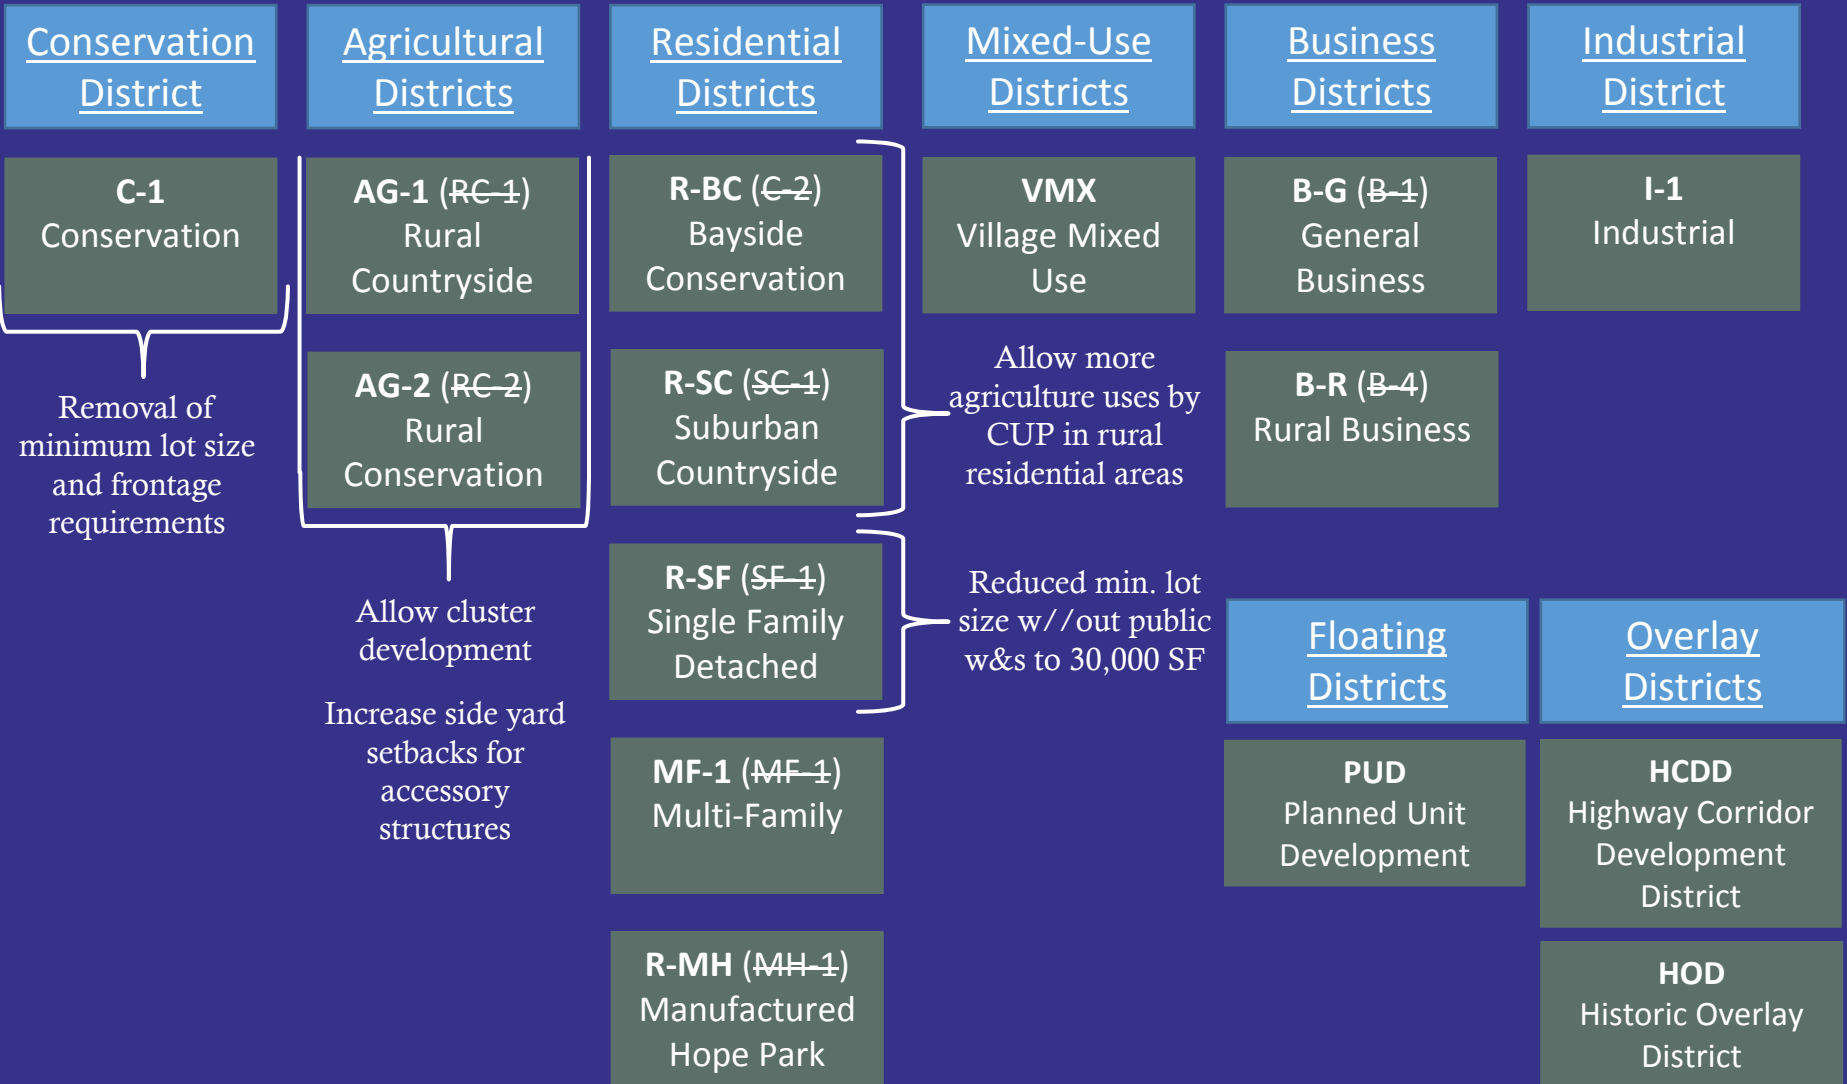 Conservation
District
C-1
Conservation
Removal of
minimum lot size
and frontage
requirements
Agricultural
Districts
AG-1 (RC-1)
Rural
Countryside
AG-2 (RC-2)
Rural
Conservation
Allow cluster
development
Increase side yard
setbacks for
accessory
structures
Residential
Districts
R-BC (C-2)
Bayside
Conservation
R-SC (SC-1)
Suburban
Countryside
R-SF (SF-1)
Single Family
Detached
MF-1 (MF-1)
Multi-Family
R-MH (MH-1)
Manufactured
Hope Park
Mixed-Use
Districts
VMX
Village Mixed
Use
Allow more
agriculture uses by
CUP in rural
residential areas
Reduced min. lot
size w//out public
w&s to 30,000 SF
Business
Districts
B-G (B-1)
General
Business
B-R (B-4)
Rural Business
Industrial
District
I-1
Industrial
Floating
Districts
PUD
Planned Unit
Development
Overlay
Districts
HCDD
Highway Corridor
Development
District
HOD
Historic Overlay
District